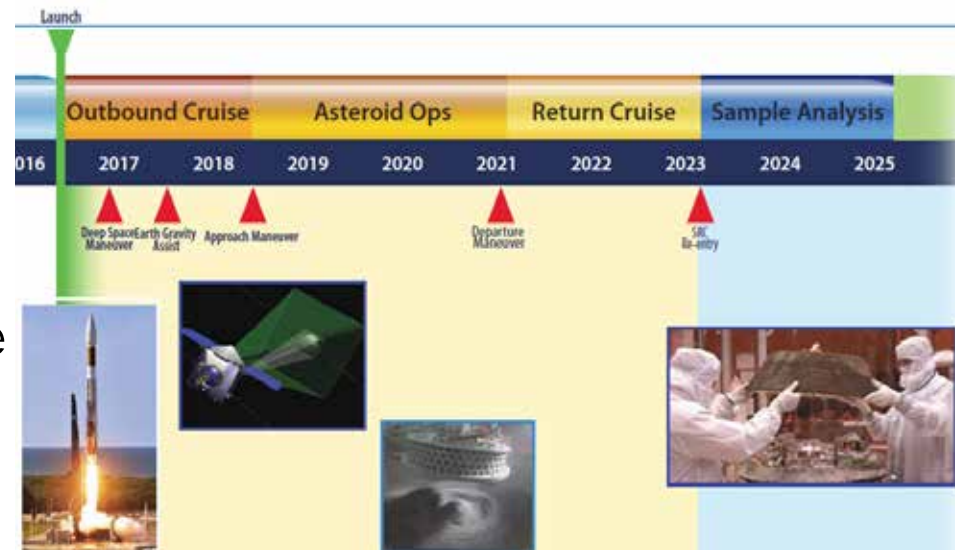 Launch
Outbound Cruise Asteroid Ops Return Cruise Sample Analysis
016 2017 2018 2019 2020 2021 2022 2023 2024 2025
Deep Space Earth Gravity Approach Maneuver Departure SRC
Maneuver Assist Maneuver Re-entry
e